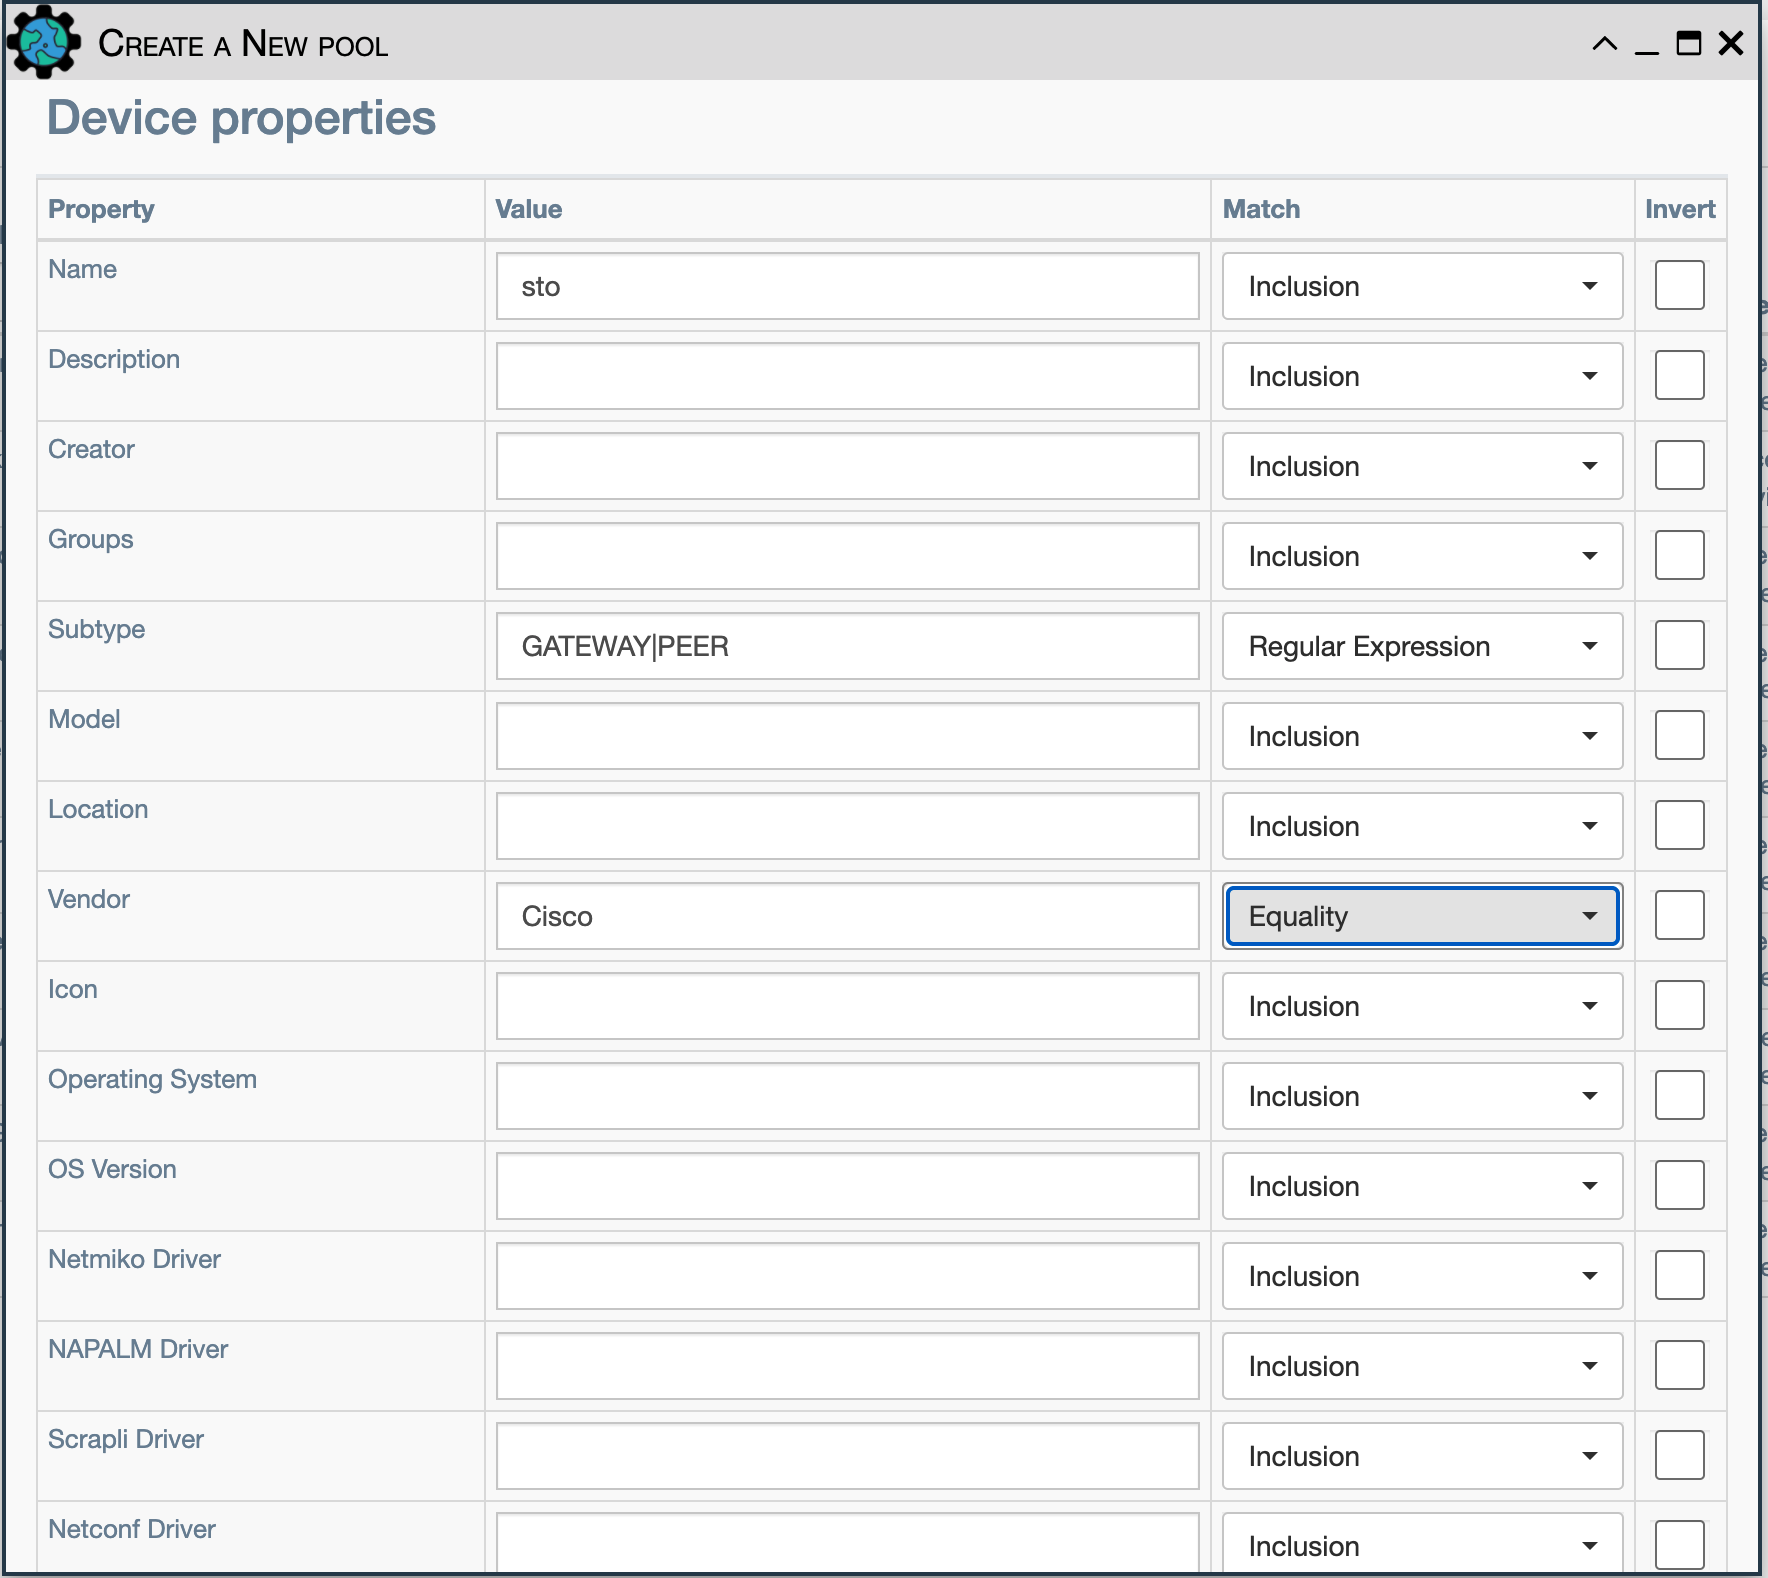 Create a New pool
Device properties
Property Value Match Invert
Name sto Inclusion
Description Inclusion
Creator Inclusion
Groups Inclusion
Subtype GATEWAY|PEER Regular Expression
Model Inclusion
Location Inclusion
Vendor Cisco Equality
Icon Inclusion
Operating System Inclusion
OS Version Inclusion
Netmiko Driver Inclusion
NAPALM Driver Inclusion
Scrapli Driver Inclusion
Netconf Driver Inclusion